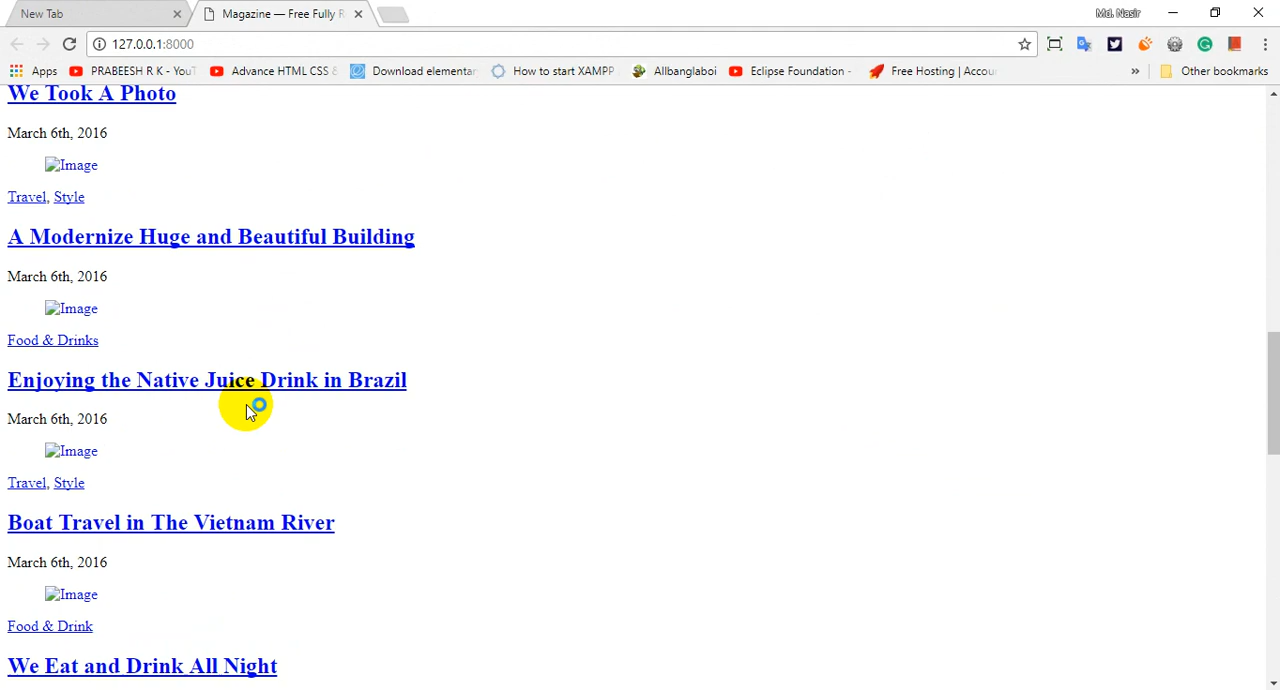 New Tab
Magazine — Free Fully R
Md. Nasir
127.0.0.1:8000
Apps PRABEESH R K - YouT Advance HTML CSS & Download elementar How to start XAMPP Allbanglaboi Eclipse Foundation - Free Hosting | Accou » Other bookmarks
We Took A Photo
March 6th, 2016
Image
Travel, Style
A Modernize Huge and Beautiful Building
March 6th, 2016
Image
Food & Drinks
Enjoying the Native Juice Drink in Brazil
March 6th, 2016
Image
Travel, Style
Boat Travel in The Vietnam River
March 6th, 2016
Image
Food & Drink
We Eat and Drink All Night